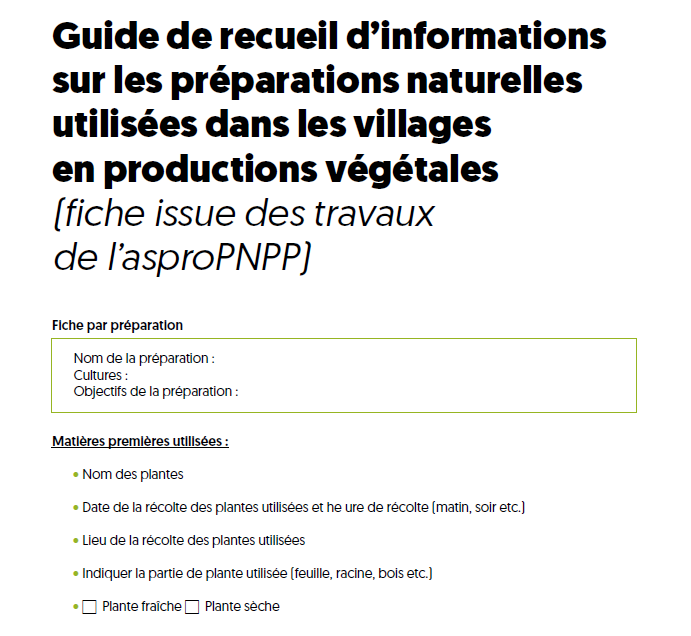 Guide de recueil d’informations
sur les préparations naturelles
utilisées dans les villages
en productions végétales
(fiche issue des travaux
de l’asproPNPP)
Fiche par préparation
Nom de la préparation :
Cultures :
Objectifs de la préparation :
Matières premières utilisées :
• Nom des plantes
• Date de la récolte des plantes utilisées et he ure de récolte (matin, soir etc.)
• Lieu de la récolte des plantes utilisées
• Indiquer la partie de plante utilisée (feuille, racine, bois etc.)
• ☐ Plante fraîche ☐ Plante sèche